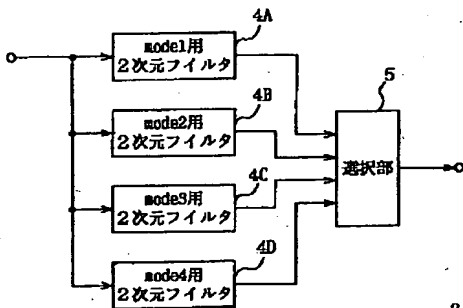 mode1用
2次元フィルタ
4A
mode2用
2次元フィルタ
4B
mode3用
2次元フィルタ
4C
mode4用
2次元フィルタ
4D
5
選択部